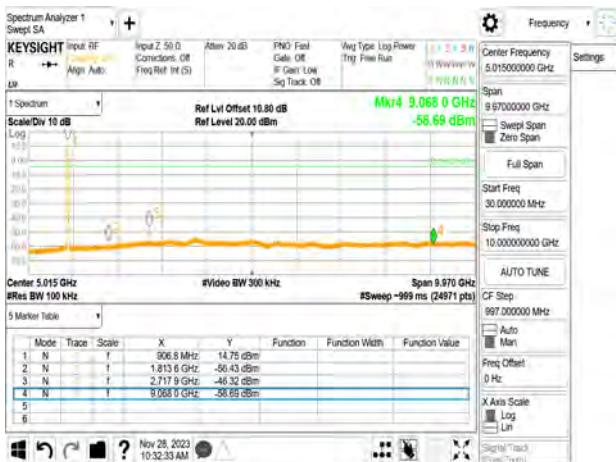 Spectrum Analyzer 1
Swept SA
+
Frequency
KEYSIGHT Input: RF Input Z: 50 Ω Atten: 20 dB PNO: Fast Avg Type: Log Power
R Corrections: Off Gate: Off Trig: Free Run
Align: Auto Freq Ref: Int (S) IF Gain: Low
Sig Track: Off
1 Spectrum
Scale/Div 10 dB
Ref Lvl Offset 10.80 dB
Ref Level 20.00 dBm
Mkr4 9.068 0 GHz
-58.69 dBm
Log
Center 5.015 GHz #Video BW 300 kHz Span 9.970 GHz
#Res BW 100 kHz #Sweep ~999 ms (24971 pts)
5 Marker Table
Mode Trace Scale X Y Function Function Width Function Value
1 N f 906.8 MHz 14.75 dBm
2 N f 1.813 6 GHz -56.43 dBm
3 N f 2.717 9 GHz -46.32 dBm
4 N f 9.068 0 GHz -58.69 dBm
5
6
?
Nov 28, 2023
10:32:33 AM
Center Frequency
5.015000000 GHz
Settings
Span
9.97000000 GHz
Swept Span
Zero Span
Full Span
Start Freq
30.000000 MHz
Stop Freq
10.000000000 GHz
AUTO TUNE
CF Step
997.000000 MHz
Auto
Man
Freq Offset
0 Hz
X Axis Scale
Log
Lin
Signal Track